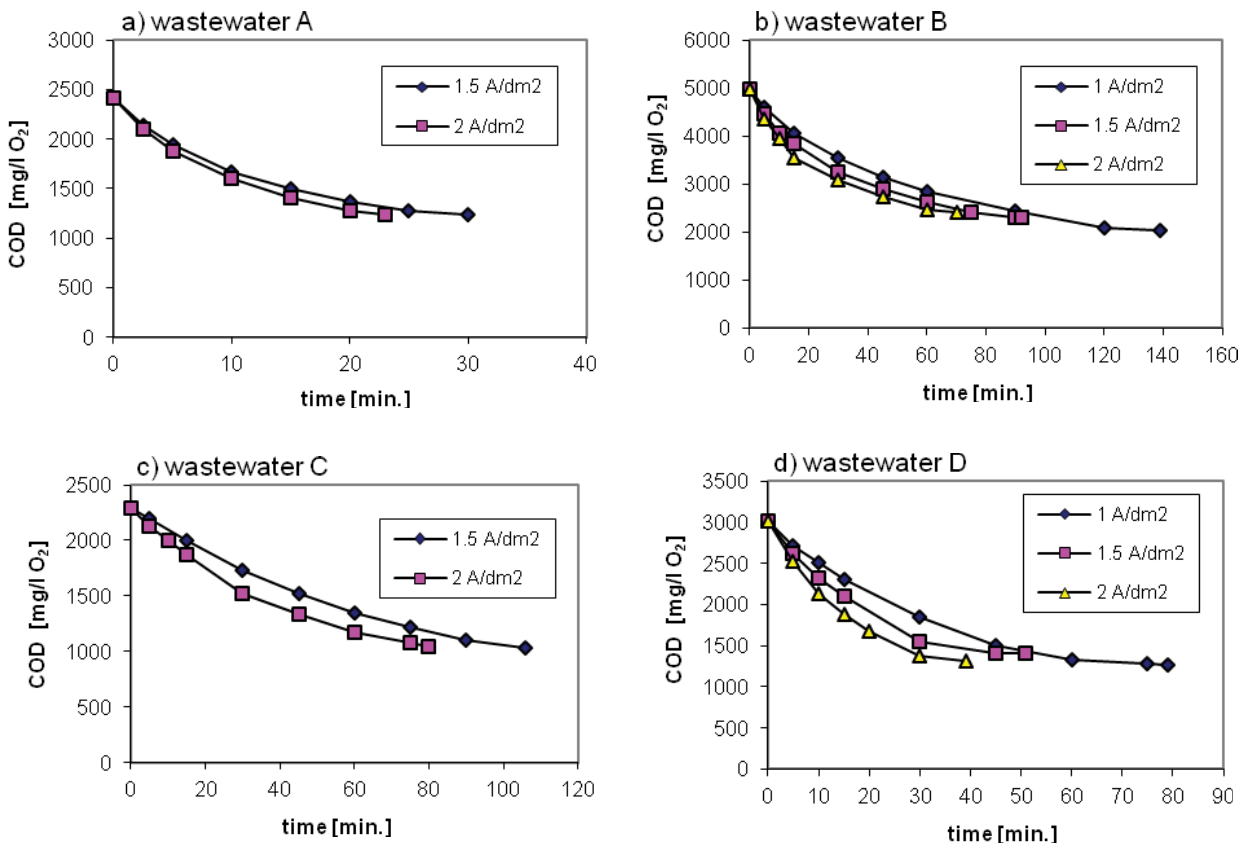 a) wastewater A
3000
2500
2000
1500
1000
500
0
COD [mg/l O₂]
0 10 20 30 40
time [min.]
1.5 A/dm2
2 A/dm2
b) wastewater B
6000
5000
4000
3000
2000
1000
0
COD [mg/l O₂]
0 20 40 60 80 100 120 140 160
time [min.]
1 A/dm2
1.5 A/dm2
2 A/dm2
c) wastewater C
2500
2000
1500
1000
500
0
COD [mg/l O₂]
0 20 40 60 80 100 120
time [min.]
1.5 A/dm2
2 A/dm2
d) wastewater D
3500
3000
2500
2000
1500
1000
500
0
COD [mg/l O₂]
0 10 20 30 40 50 60 70 80 90
time [min.]
1 A/dm2
1.5 A/dm2
2 A/dm2